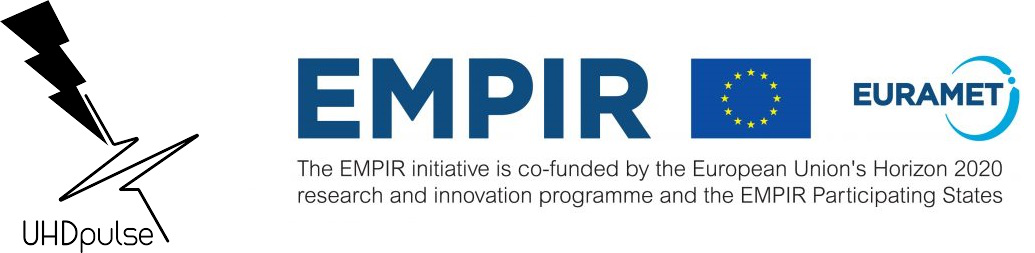 EMPIR
EURAMET
The EMPIR initiative is co-funded by the European Union's Horizon 2020
research and innovation programme and the EMPIR Participating States
UHDpulse